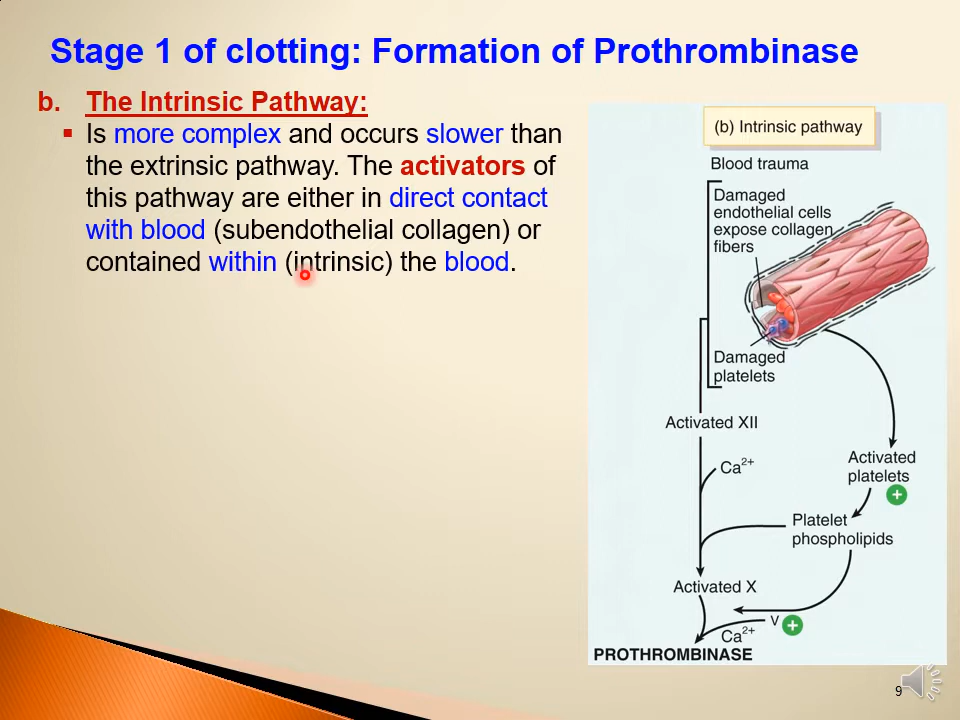 Stage 1 of clotting: Formation of Prothrombinase
b. The Intrinsic Pathway:
▪ Is more complex and occurs slower than
the extrinsic pathway. The activators of
this pathway are either in direct contact
with blood (subendothelial collagen) or
contained within (intrinsic) the blood.
(b) Intrinsic pathway
Blood trauma
Damaged
endothelial cells
expose collagen
fibers
Damaged
platelets
Activated XII
Ca2+
Activated
platelets
+
Platelet
phospholipids
Activated X
V +
Ca2+
PROTHROMBINASE
9